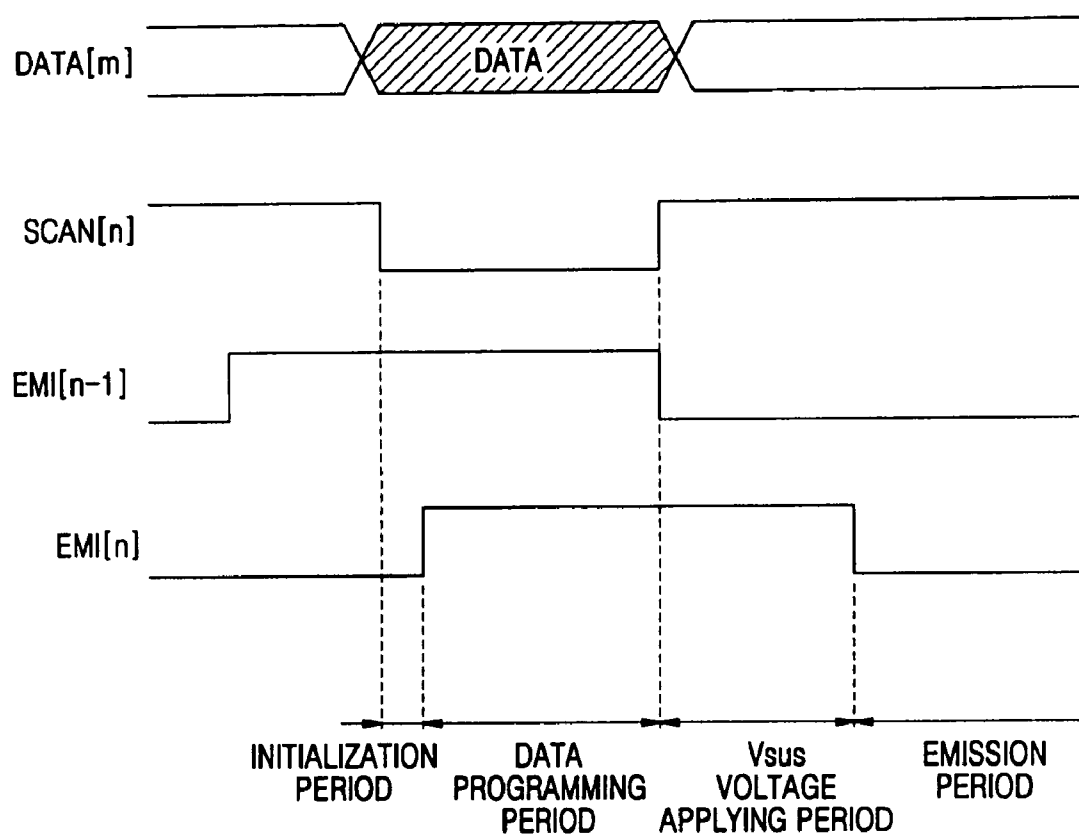 DATA[m]
DATA
SCAN[n]
EMI[n-1]
EMI[n]
INITIALIZATION
PERIOD
DATA
PROGRAMMING
PERIOD
Vsus
VOLTAGE
APPLYING PERIOD
EMISSION
PERIOD